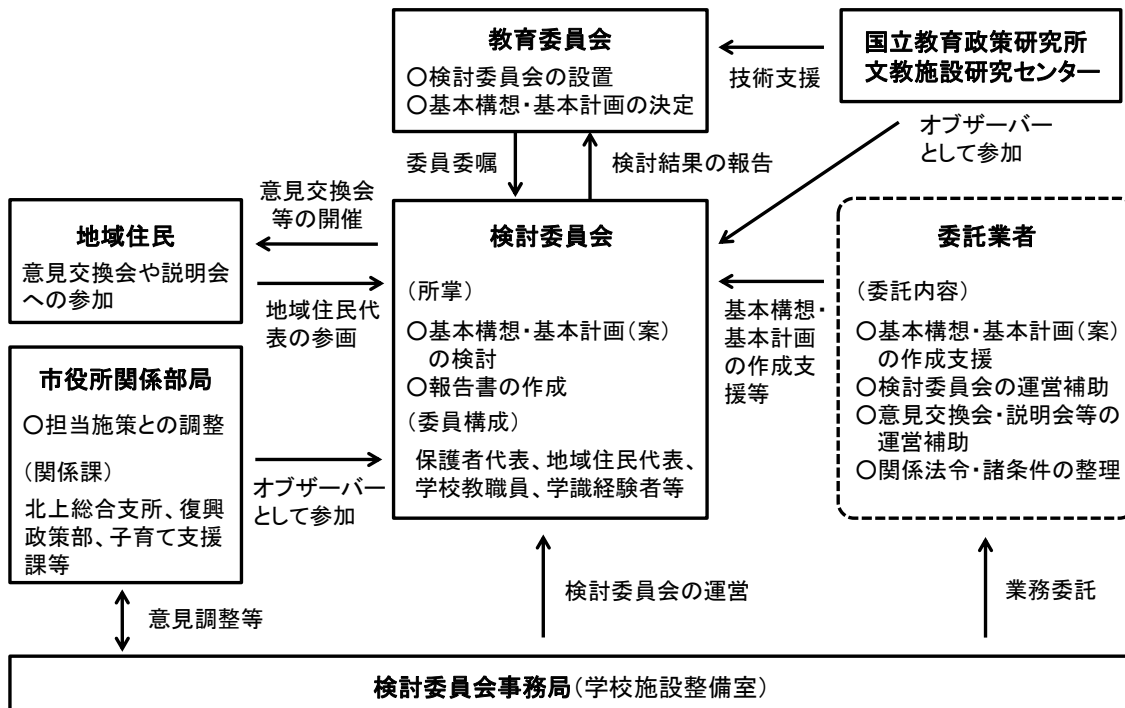 教育委員会
○検討委員会の設置
○基本構想・基本計画の決定
技術支援
国立教育政策研究所
文教施設研究センター
オブザーバー
として参加
委員委嘱
検討結果の報告
意見交換会
等の開催
地域住民
意見交換会や説明会
への参加
地域住民代
表の参画
検討委員会
(所掌)
○基本構想・基本計画(案)
の検討
○報告書の作成
(委員構成)
保護者代表、地域住民代表、
学校教職員、学識経験者等
基本構想・
基本計画
の作成支
援等
委託業者
(委託内容)
○基本構想・基本計画(案)
の作成支援
○検討委員会の運営補助
○意見交換会・説明会等の
運営補助
○関係法令・諸条件の整理
市役所関係部局
○担当施策との調整
(関係課)
北上総合支所、復興
政策部、子育て支援
課等
オブザーバー
として参加
意見調整等
検討委員会の運営
業務委託
検討委員会事務局(学校施設整備室)